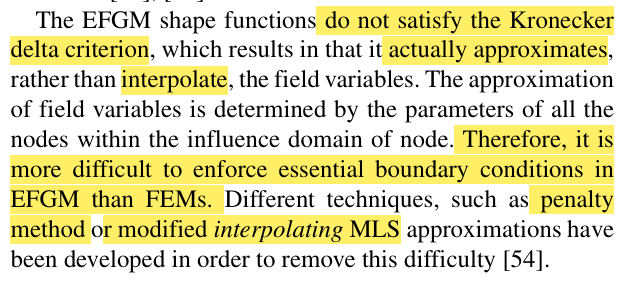 The EFGM shape functions do not satisfy the Kronecker
delta criterion, which results in that it actually approximates,
rather than interpolate, the field variables. The approximation
of field variables is determined by the parameters of all the
nodes within the influence domain of node. Therefore, it is
more difficult to enforce essential boundary conditions in
EFGM than FEMs. Different techniques, such as penalty
method or modified interpolating MLS approximations have
been developed in order to remove this difficulty [54].